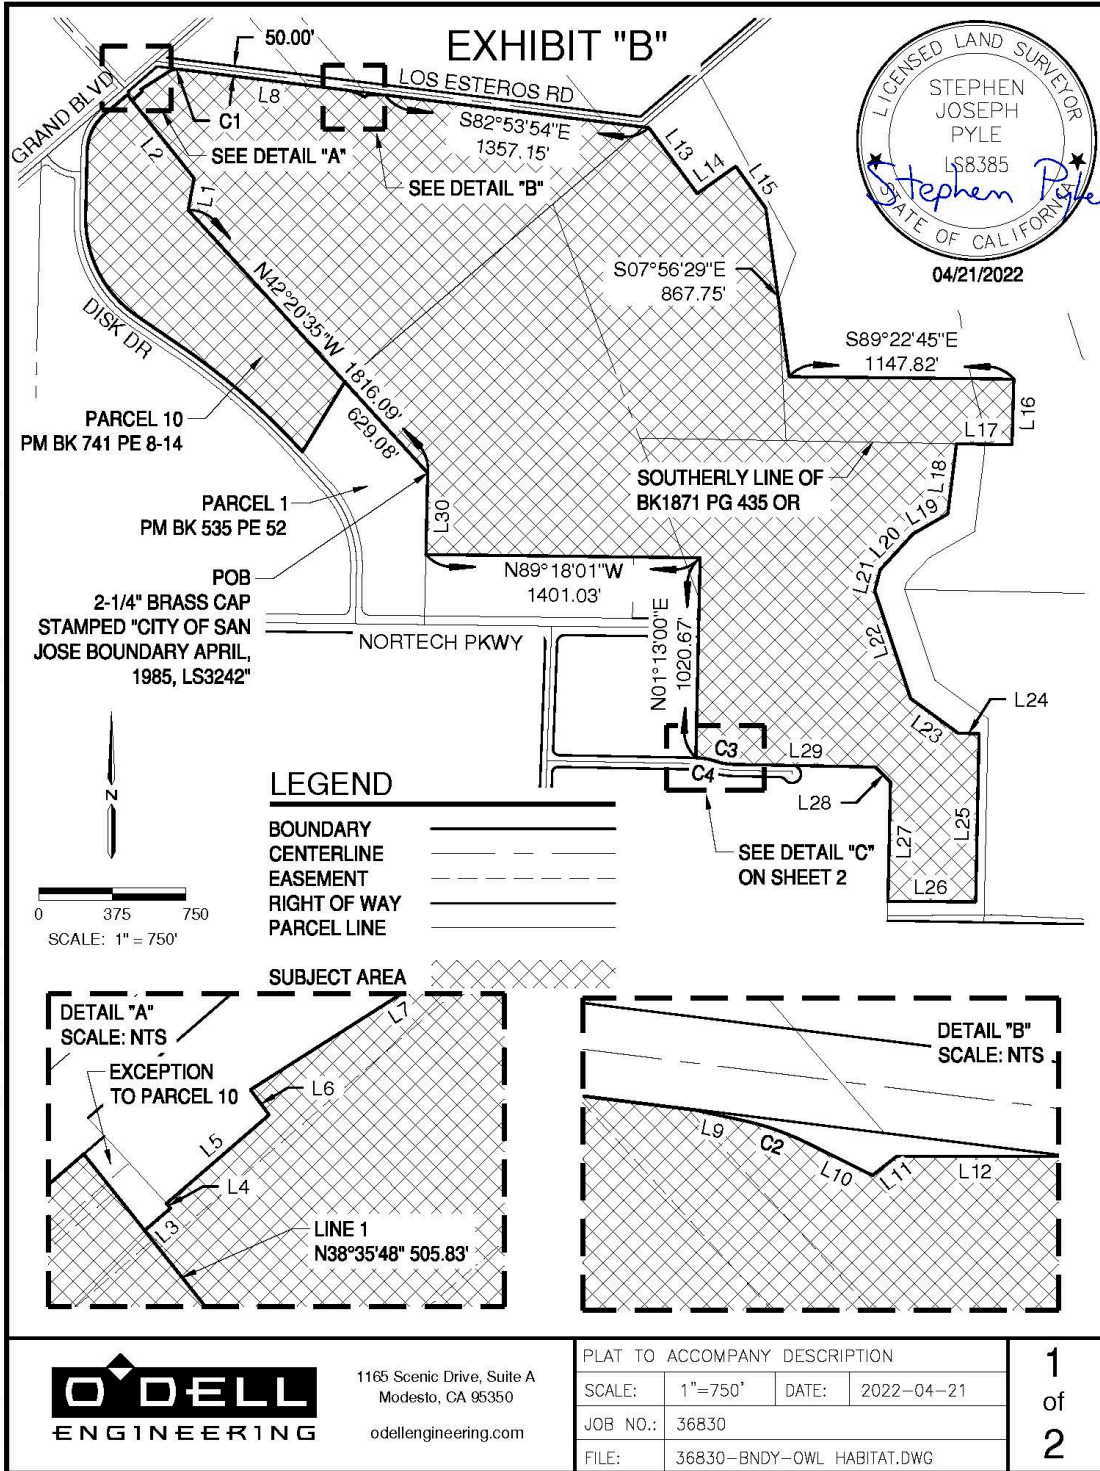 EXHIBIT "B"
50.00'
LOS ESTEROS RD
GRAND BLVD
L8
C1
L2
SEE DETAIL "A"
S82°53'54"E
1357.15'
SEE DETAIL "B"
L13
L14
L15
L1
LICENSED LAND SURVEYOR
STEPHEN
JOSEPH
PYLE
LS8385
Stephen Pyle
STATE OF CALIFORNIA
04/21/2022
N42°20'35"W 1816.09'
629.08'
DISK DR
S07°56'29"E
867.75'
S89°22'45"E
1147.82'
L16
L17
PARCEL 10
PM BK 741 PE 8-14
SOUTHERLY LINE OF
BK1871 PG 435 OR
L18
L19
L20
L21
L22
L23
L24
PARCEL 1
PM BK 535 PE 52
L30
POB
2-1/4" BRASS CAP
STAMPED "CITY OF SAN
JOSE BOUNDARY APRIL,
1985, LS3242"
N89°18'01"W
1401.03'
N01°13'00"E
1020.67'
NORTECH PKWY
C3
C4
L29
L28
L27
L25
L26
SEE DETAIL "C"
ON SHEET 2
N
0 375 750
SCALE: 1" = 750'
LEGEND
BOUNDARY
CENTERLINE
EASEMENT
RIGHT OF WAY
PARCEL LINE
SUBJECT AREA
DETAIL "A"
SCALE: NTS
EXCEPTION
TO PARCEL 10
L7
L6
L5
L4
L3
LINE 1
N38°35'48" 505.83'
DETAIL "B"
SCALE: NTS
L9
C2
L10
L11
L12
O'DELL
ENGINEERING
1165 Scenic Drive, Suite A
Modesto, CA 95350
odellengineering.com
PLAT TO ACCOMPANY DESCRIPTION
SCALE: 1"=750' DATE: 2022-04-21
JOB NO.: 36830
FILE: 36830-BNDY-OWL HABITAT.DWG
1
of
2